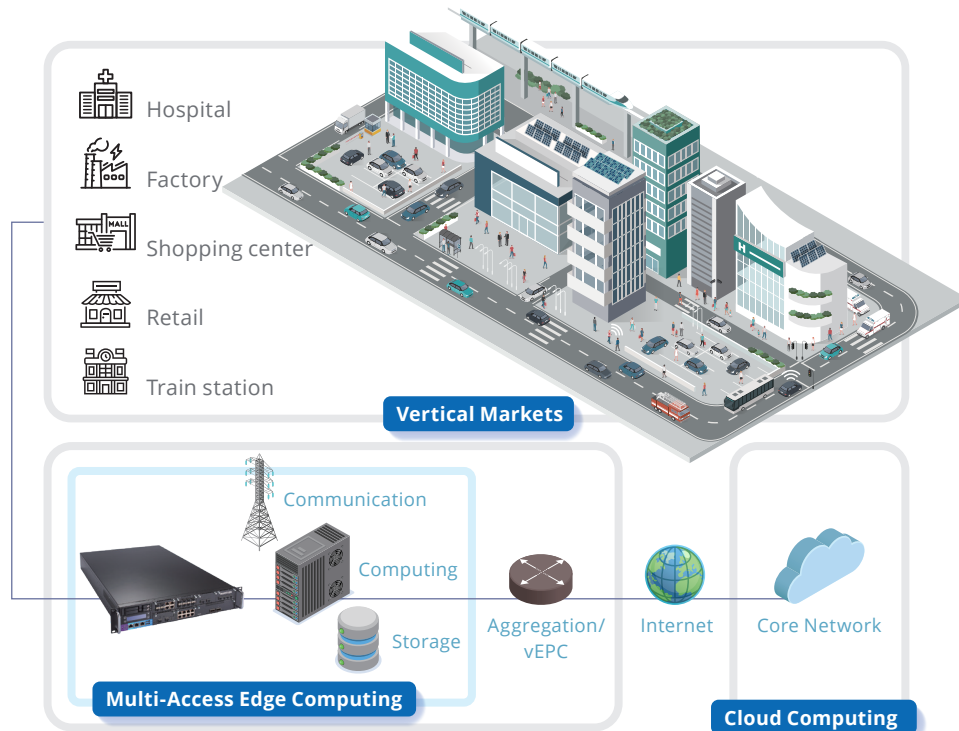 Hospital
Factory
MALL
Shopping center
Retail
Train station
H
Vertical Markets
Communication
Computing
Storage
Aggregation/
vEPC
Internet
Core Network
Multi-Access Edge Computing
Cloud Computing